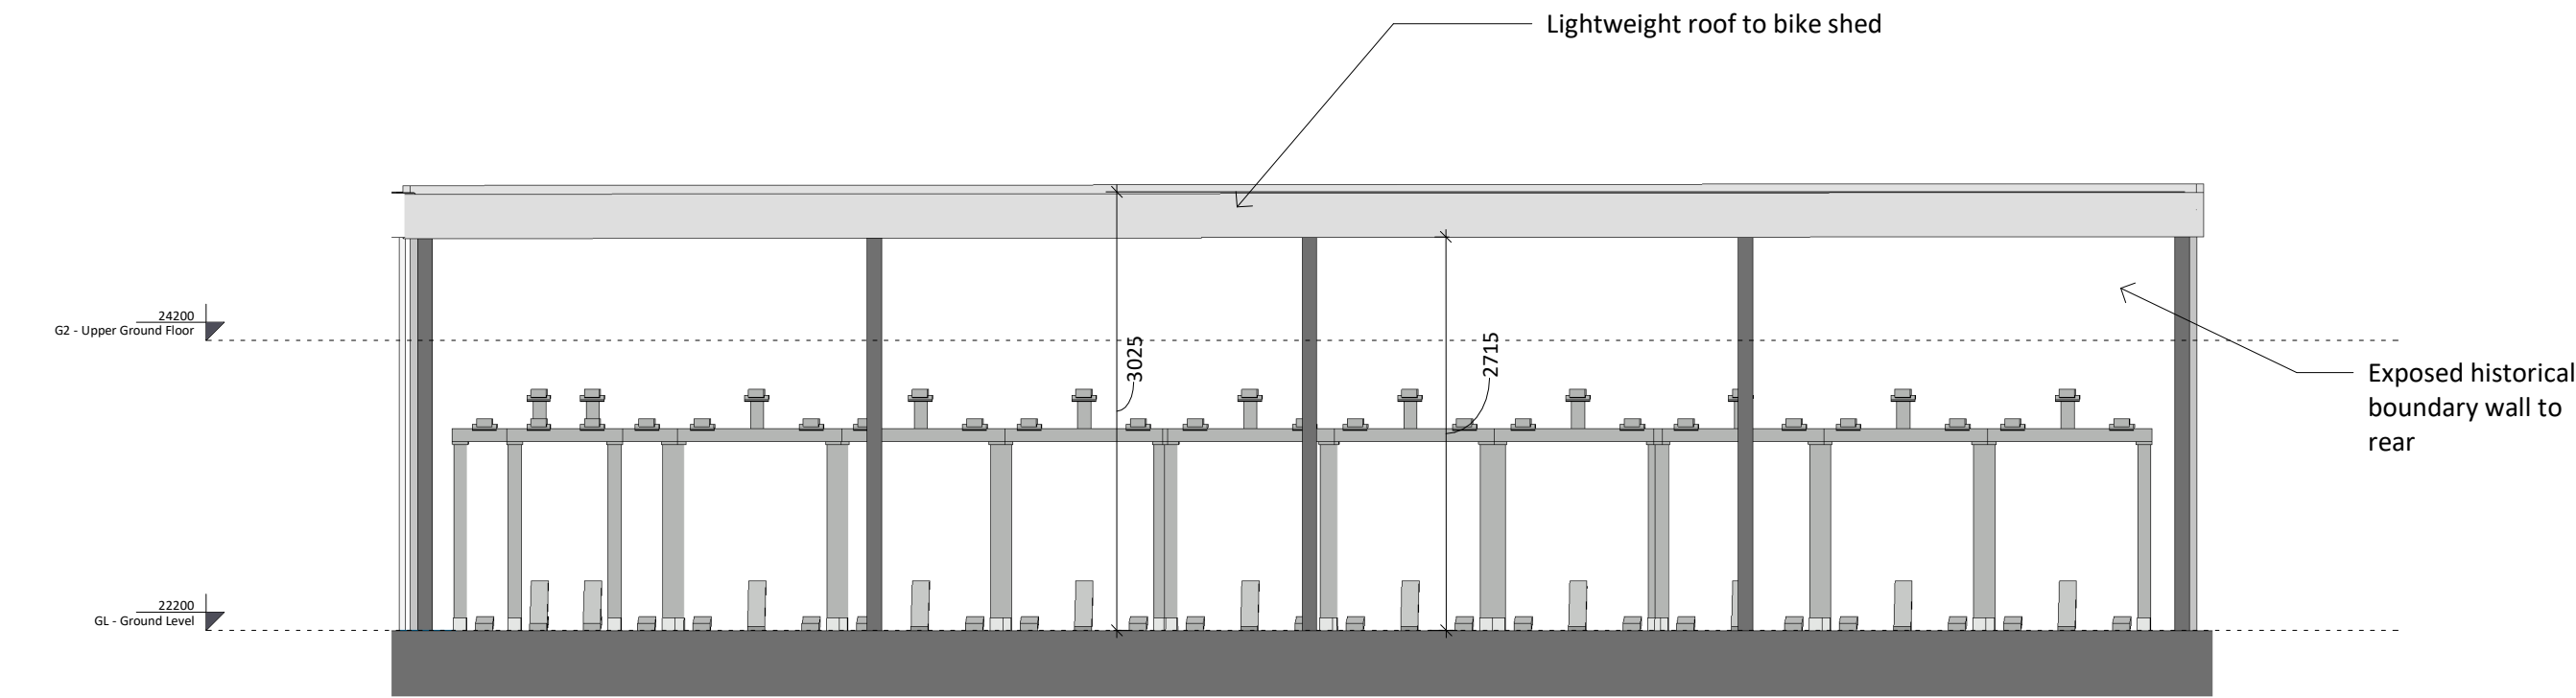 Lightweight roof to bike shed
24200
G2 - Upper Ground Floor
3025
2715
Exposed historical
boundary wall to
rear
22200
GL - Ground Level